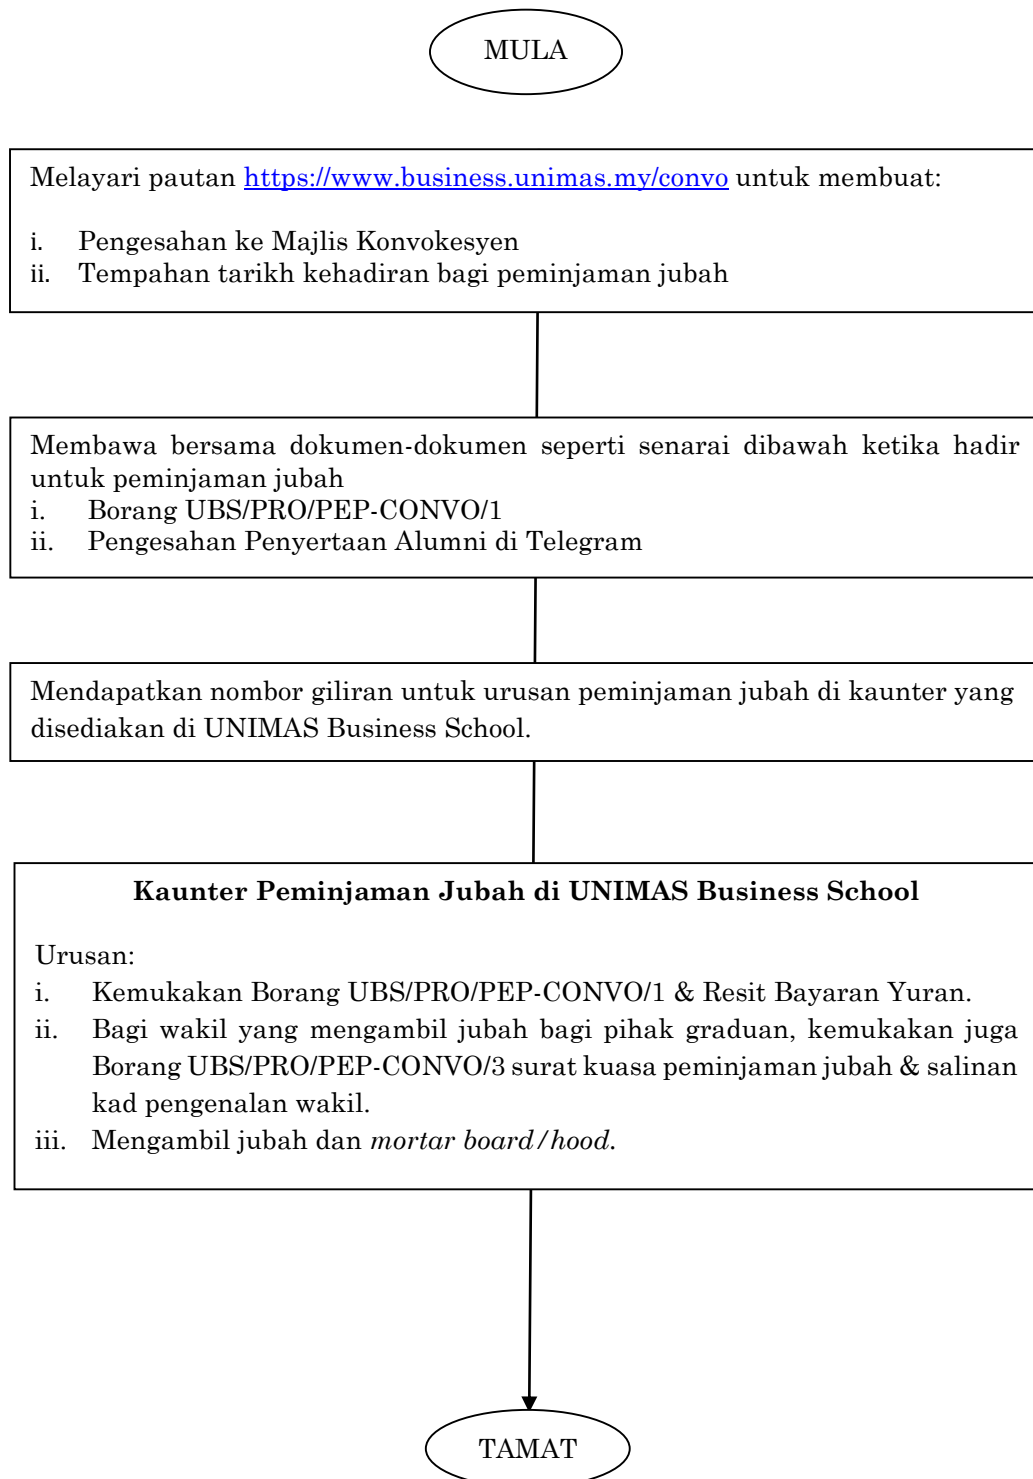 MULA
Melayari pautan https://www.business.unimas.my/convo untuk membuat:
i. Pengesahan ke Majlis Konvokesyen
ii. Tempahan tarikh kehadiran bagi peminjaman jubah
Membawa bersama dokumen-dokumen seperti senarai dibawah ketika hadir
untuk peminjaman jubah
i. Borang UBS/PRO/PEP-CONVO/1
ii. Pengesahan Penyertaan Alumni di Telegram
Mendapatkan nombor giliran untuk urusan peminjaman jubah di kaunter yang
disediakan di UNIMAS Business School.
Kaunter Peminjaman Jubah di UNIMAS Business School
Urusan:
i. Kemukakan Borang UBS/PRO/PEP-CONVO/1 & Resit Bayaran Yuran.
ii. Bagi wakil yang mengambil jubah bagi pihak graduan, kemukakan juga
Borang UBS/PRO/PEP-CONVO/3 surat kuasa peminjaman jubah & salinan
kad pengenalan wakil.
iii. Mengambil jubah dan mortar board/hood.
TAMAT